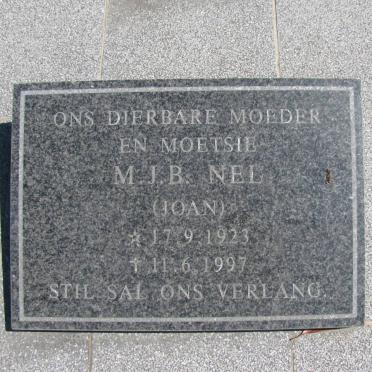 ONS DIERBARE MOEDER
EN MOETSIE
M.J.B. NEL
(JOAN)
☆ 17.9.1923
† 11.6.1997
STIL SAL ONS VERLANG.